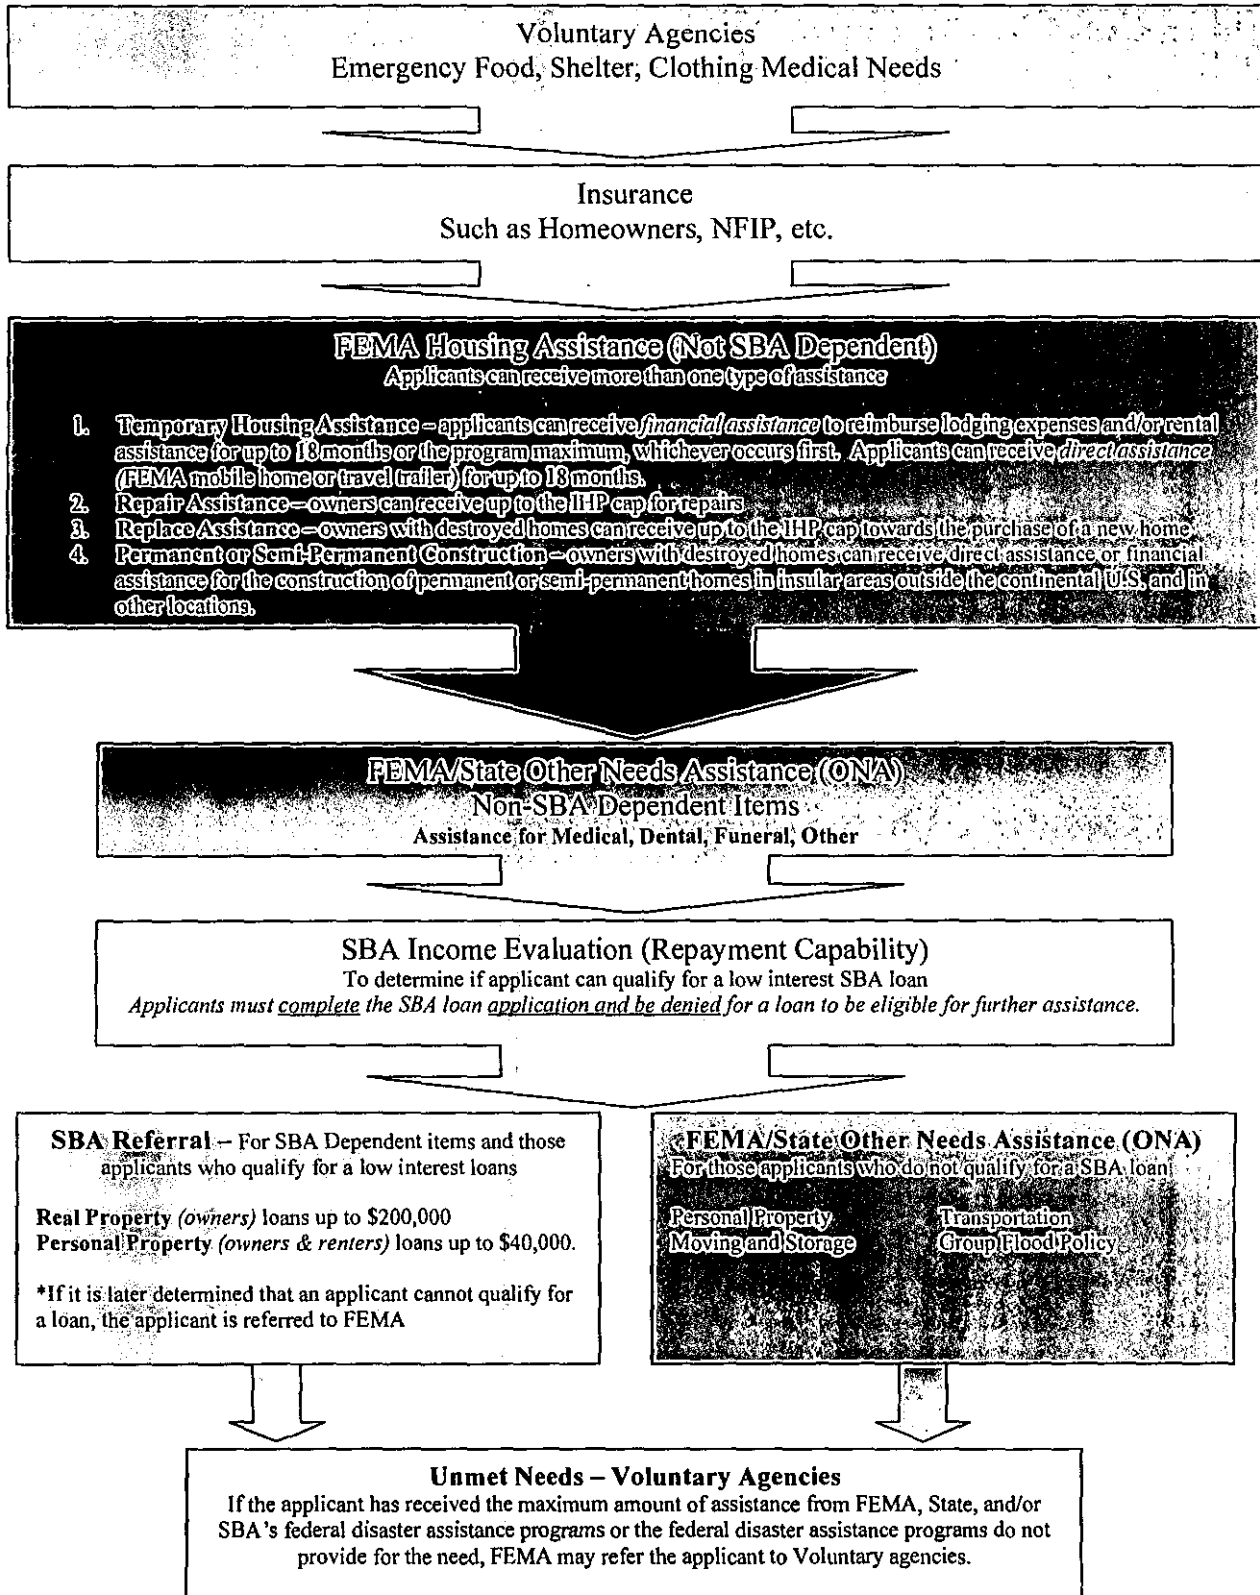 Voluntary Agencies
Emergency Food, Shelter, Clothing Medical Needs
Insurance
Such as Homeowners, NFIP, etc.
FEMA Housing Assistance (Not SBA Dependent)
Applicants can receive more than one type of assistance
1. Temporary Housing Assistance – applicants can receive financial assistance to reimburse lodging expenses and/or rental
assistance for up to 18 months or the program maximum, whichever occurs first. Applicants can receive direct assistance
(FEMA mobile home or travel trailer) for up to 18 months.
2. Repair Assistance – owners can receive up to the IHP cap for repairs
3. Replace Assistance – owners with destroyed homes can receive up to the IHP cap towards the purchase of a new home.
4. Permanent or Semi-Permanent Construction – owners with destroyed homes can receive direct assistance or financial
assistance for the construction of permanent or semi-permanent homes in insular areas outside the continental U.S. and in
other locations.
FEMA/State Other Needs Assistance (ONA)
Non-SBA Dependent Items
Assistance for Medical, Dental, Funeral, Other
SBA Income Evaluation (Repayment Capability)
To determine if applicant can qualify for a low interest SBA loan
Applicants must complete the SBA loan application and be denied for a loan to be eligible for further assistance.
SBA Referral – For SBA Dependent items and those
applicants who qualify for a low interest loans
Real Property (owners) loans up to $200,000
Personal Property (owners & renters) loans up to $40,000.
*If it is later determined that an applicant cannot qualify for
a loan, the applicant is referred to FEMA
FEMA/State Other Needs Assistance (ONA)
For those applicants who do not qualify for a SBA loan
Personal Property Transportation
Moving and Storage Group Flood Policy
Unmet Needs – Voluntary Agencies
If the applicant has received the maximum amount of assistance from FEMA, State, and/or
SBA's federal disaster assistance programs or the federal disaster assistance programs do not
provide for the need, FEMA may refer the applicant to Voluntary agencies.